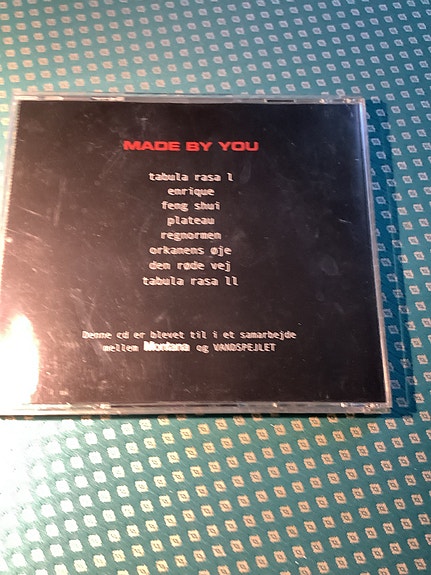 MADE BY YOU
tabula rasa l
enrique
feng shui
plateau
regnormen
orkanens øje
den røde vej
tabula rasa ll
Denne cd er blevet til i et samarbejde
mellem Montana og VANDSPEJLET